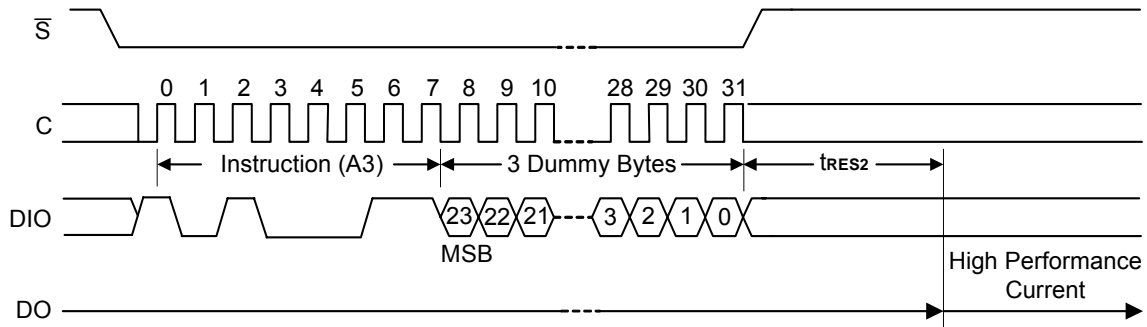 S̅
0 1 2 3 4 5 6 7 8 9 10 28 29 30 31
C
Instruction (A3) 3 Dummy Bytes tRES2
DIO 23 22 21 3 2 1 0
MSB
High Performance
Current
DO